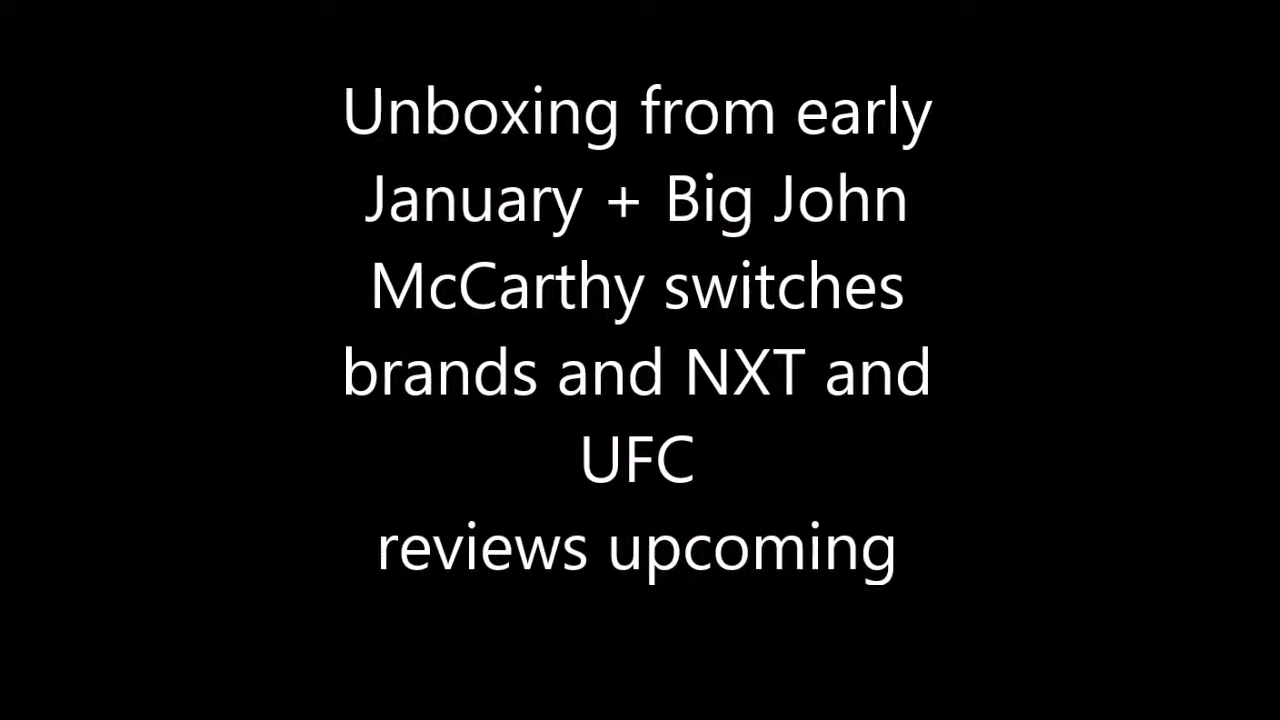 Unboxing from early
January + Big John
McCarthy switches
brands and NXT and
UFC
reviews upcoming